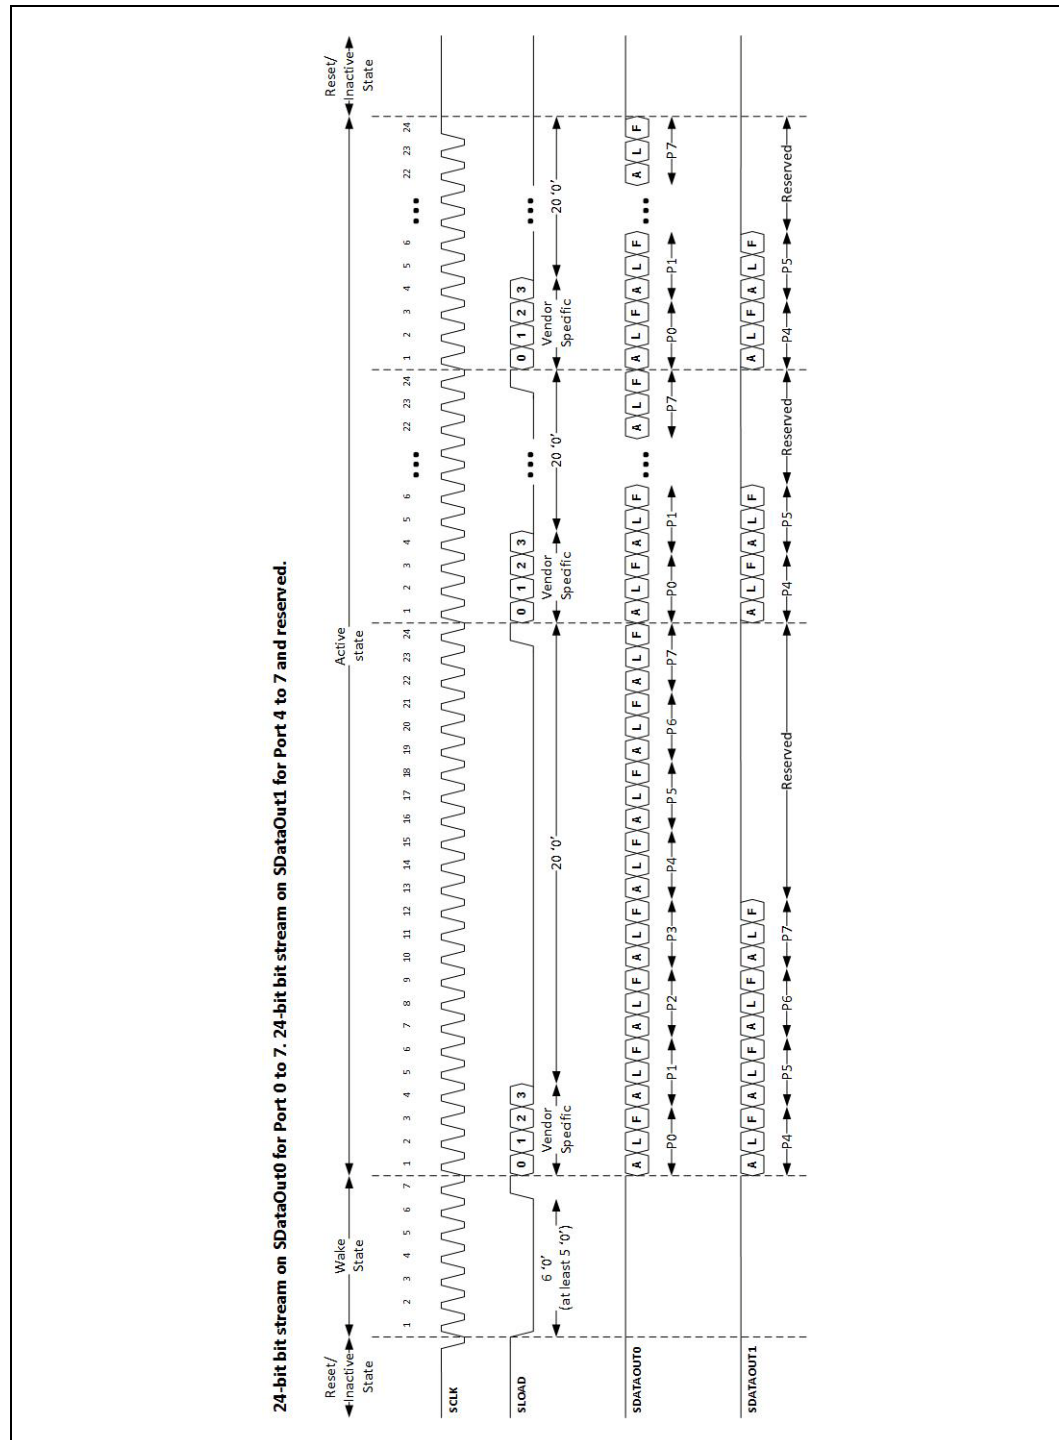 24-bit bit stream on SDataOut0 for Port 0 to 7. 24-bit bit stream on SDataOut1 for Port 4 to 7 and reserved.
Reset/ Inactive State
Wake State
Active state
Reset/ Inactive State
1 2 3 4 5 6 7 1 2 3 4 5 6 7 8 9 10 11 12 13 14 15 16 17 18 19 20 21 22 23 24 1 2 3 4 5 6 ... 22 23 24 1 2 3 4 5 6 ... 22 23 24
SCLK
SLOAD
0 1 2 3 0 1 2 3 ... 0 1 2 3 ...
6 '0' (at least 5 '0')
Vendor Specific
20 '0'
Vendor Specific
20 '0'
Vendor Specific
20 '0'
SDATAOUT0
A L F A L F A L F A L F A L F A L F A L F A L F A L F A L F ... A L F A L F A L F ... A L F
P0 P1 P2 P3 P4 P5 P6 P7 P0 P1 P7 P0 P1 P7
SDATAOUT1
A L F A L F A L F A L F A L F A L F A L F A L F
P4 P5 P6 P7 Reserved P4 P5 Reserved P4 P5 Reserved